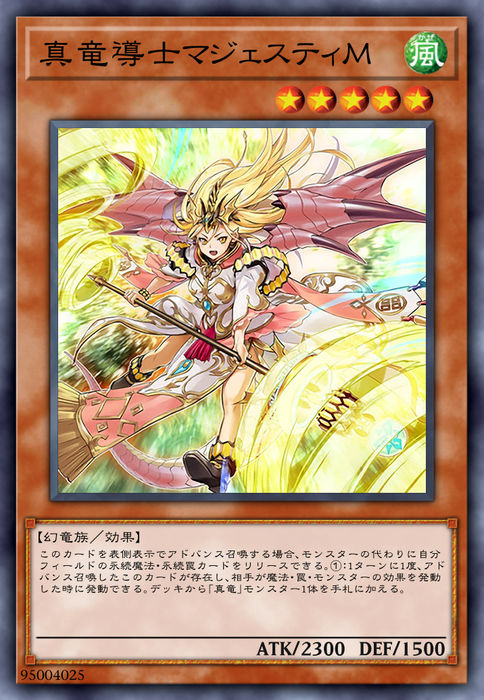 真竜導士マジェスティM
風
【幻竜族／効果】
このカードを表側表示でアドバンス召喚する場合、モンスターの代わりに自分
フィールドの永続魔法・永続罠カードをリリースできる。①:1ターンに1度、アド
バンス召喚したこのカードが存在し、相手が魔法・罠・モンスターの効果を発動
した時に発動できる。デッキから「真竜」モンスター1体を手札に加える。
ATK/2300 DEF/1500
95004025